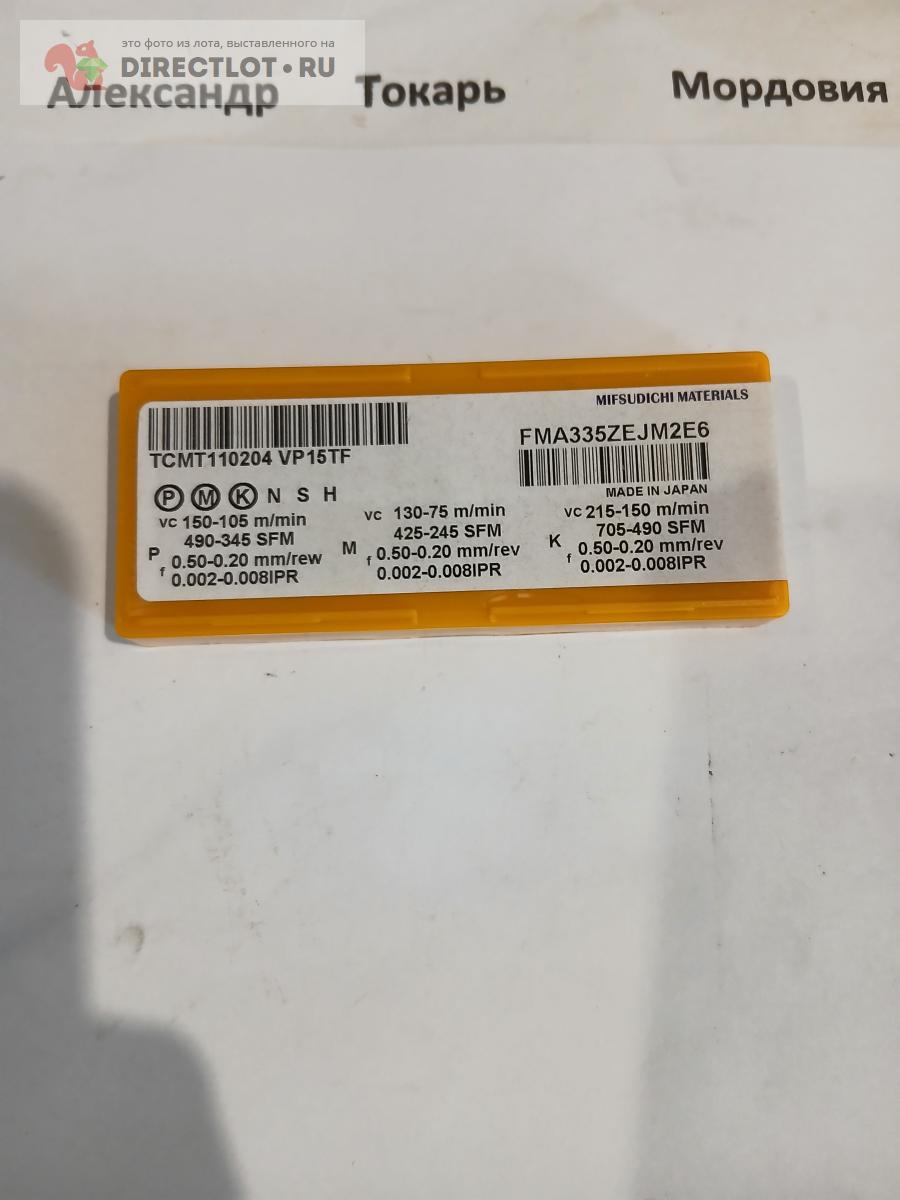 это фото из лота, выставленного на
DIRECTLOT•RU
Александр Токарь Мордовия
MIFSUDICHI MATERIALS
TCMT110204 VP15TF
FMA335ZEJM2E6
MADE IN JAPAN
P M K N S H
P
vc 150-105 m/min
490-345 SFM
f 0.50-0.20 mm/rew
0.002-0.008IPR
M
vc 130-75 m/min
425-245 SFM
f 0.50-0.20 mm/rev
0.002-0.008IPR
K
vc 215-150 m/min
705-490 SFM
f 0.50-0.20 mm/rev
0.002-0.008IPR